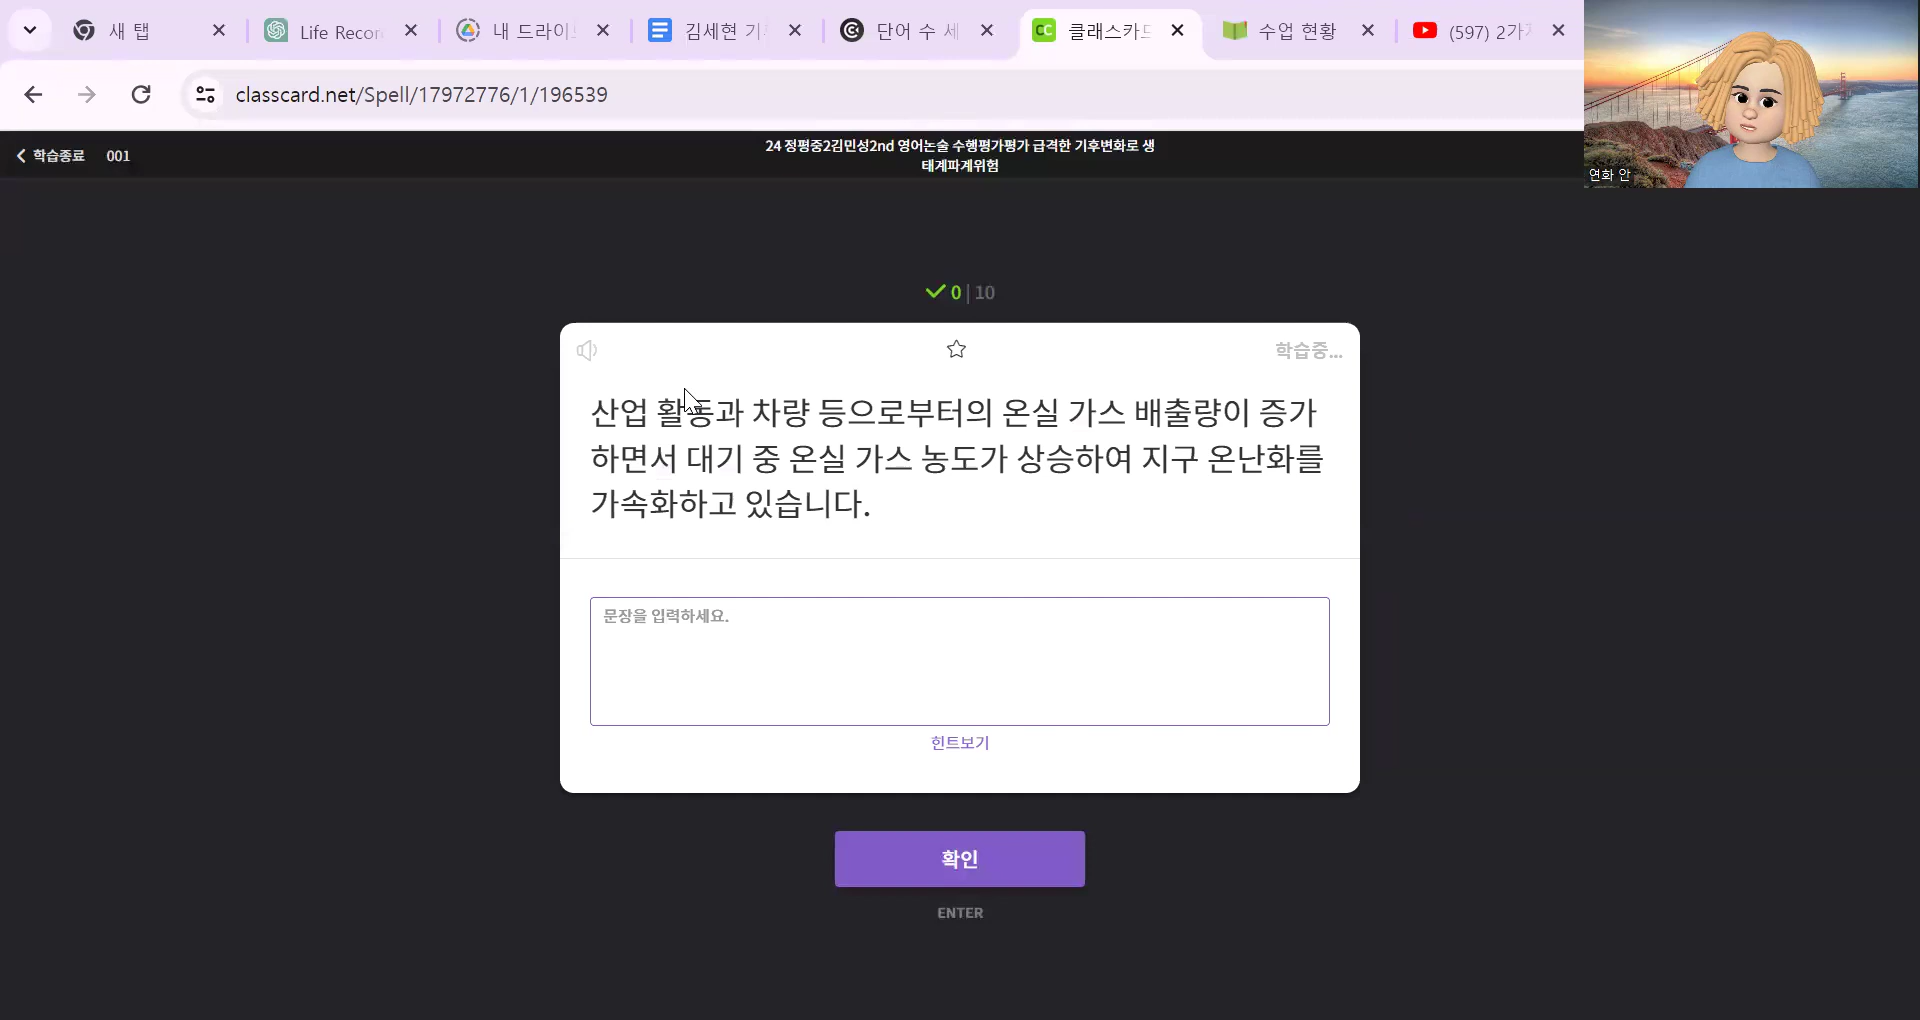 새 탭
Life Recor
내 드라이
김세현 기
단어 수 세
클래스카드
수업 현황
(597) 2가
classcard.net/Spell/17972776/1/196539
학습종료 001
24 정평중2김민성2nd 영어논술 수행평가평가 급격한 기후변화로 생
태계파계위험
연화 안
0 | 10
학습중...
산업 활동과 차량 등으로부터의 온실 가스 배출량이 증가
하면서 대기 중 온실 가스 농도가 상승하여 지구 온난화를
가속화하고 있습니다.
문장을 입력하세요.
힌트보기
확인
ENTER